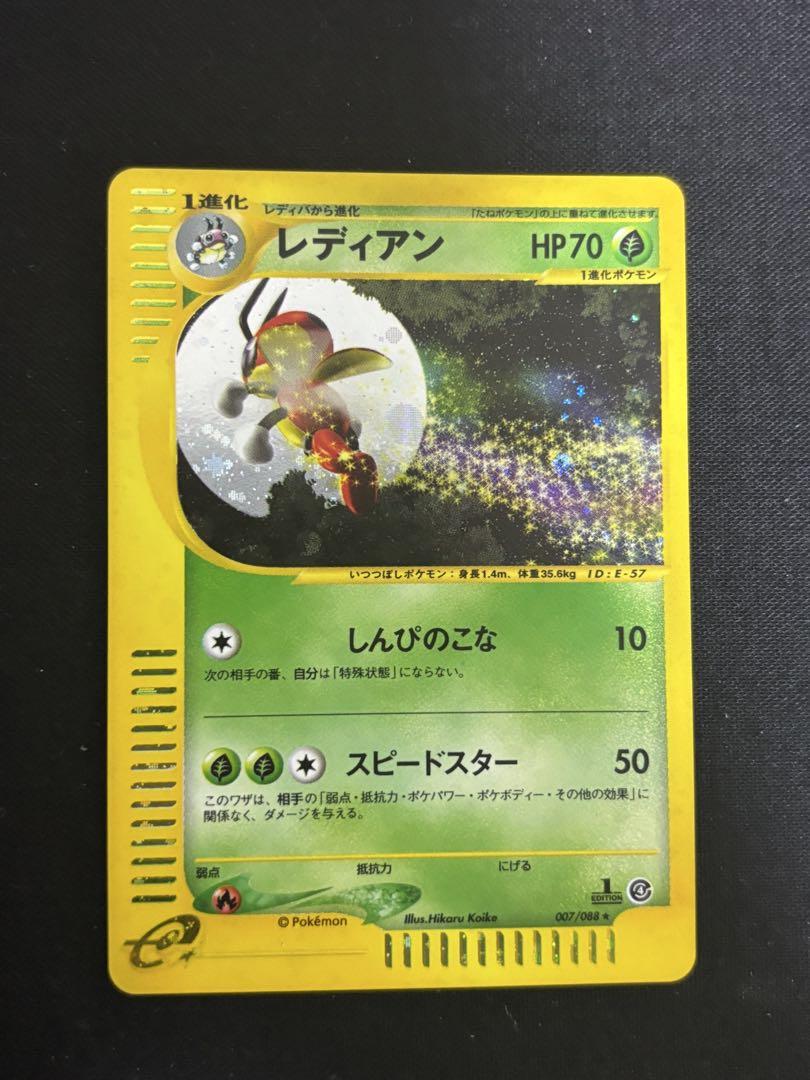 1進化
レディバから進化
「たねポケモン」の上に重ねて進化させます。
レディアン
HP70
1進化ポケモン
いつつぼしポケモン：身長1.4m、体重35.6kg ID:E-57
しんぴのこな 10
次の相手の番、自分は「特殊状態」にならない。
スピードスター 50
このワザは、相手の「弱点・抵抗力・ポケパワー・ポケボディー・その他の効果」に
関係なく、ダメージを与える。
弱点 抵抗力 にげる
1
EDITION
4
© Pokémon
Illus.Hikaru Koike
007/088 ★
e